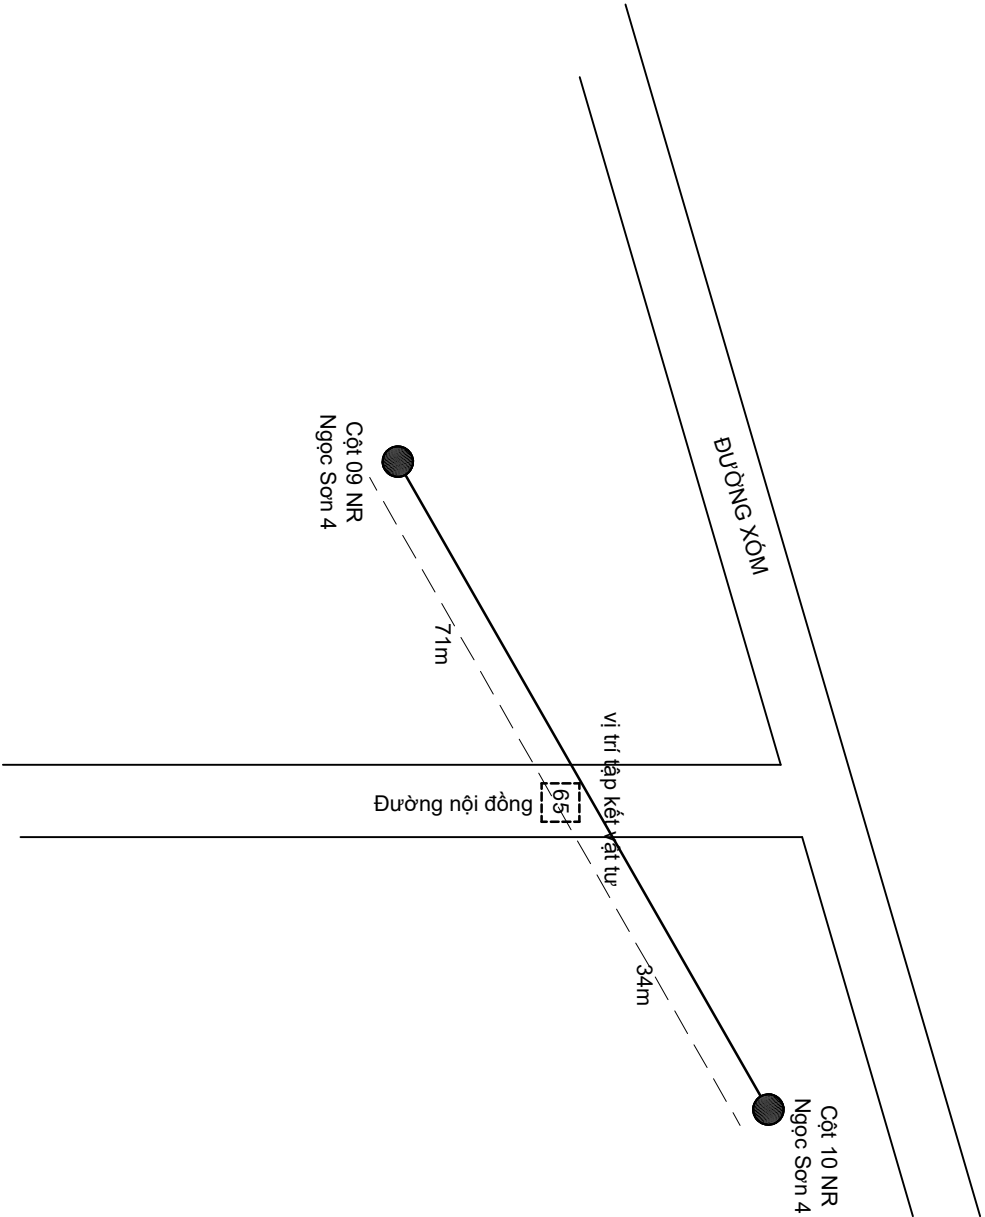 ĐƯỜNG XÓM
Cột 09 NR
Ngọc Sơn 4
71m
vị trí tập kết vật tư
Đường nội đồng
65
34m
Cột 10 NR
Ngọc Sơn 4